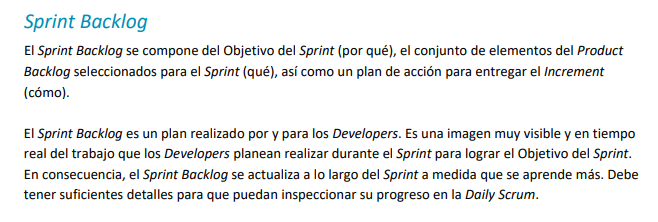 Sprint Backlog
El Sprint Backlog se compone del Objetivo del Sprint (por qué), el conjunto de elementos del Product
Backlog seleccionados para el Sprint (qué), así como un plan de acción para entregar el Increment
(cómo).
El Sprint Backlog es un plan realizado por y para los Developers. Es una imagen muy visible y en tiempo
real del trabajo que los Developers planean realizar durante el Sprint para lograr el Objetivo del Sprint.
En consecuencia, el Sprint Backlog se actualiza a lo largo del Sprint a medida que se aprende más. Debe
tener suficientes detalles para que puedan inspeccionar su progreso en la Daily Scrum.